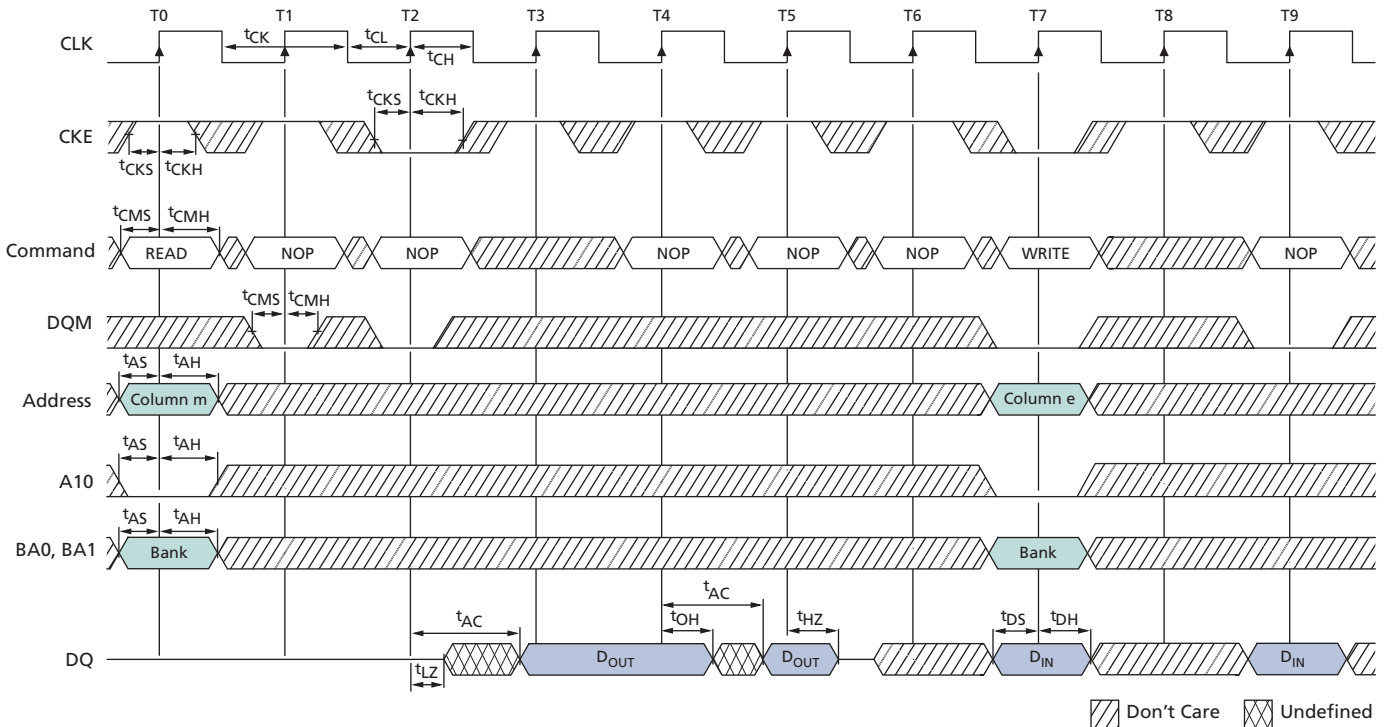 T0 T1 T2 T3 T4 T5 T6 T7 T8 T9
CLK
tCK tCL
tCH
tCKS tCKH
CKE
tCKS tCKH
tCMS tCMH
Command READ NOP NOP NOP NOP NOP WRITE NOP
tCMS tCMH
DQM
tAS tAH
Address Column m Column e
tAS tAH
A10
tAS tAH
BA0, BA1 Bank Bank
tAC tAC
tOH tHZ tDS tDH
DQ DOUT DOUT DIN DIN
tLZ
Don't Care Undefined